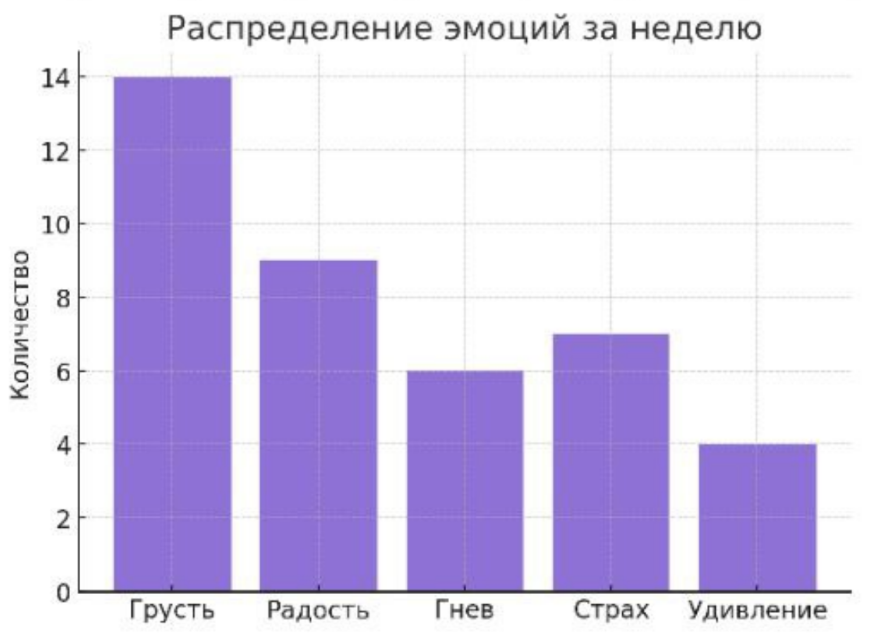 Распределение эмоций за неделю
Количество
14
12
10
8
6
4
2
0
Грусть Радость Гнев Страх Удивление